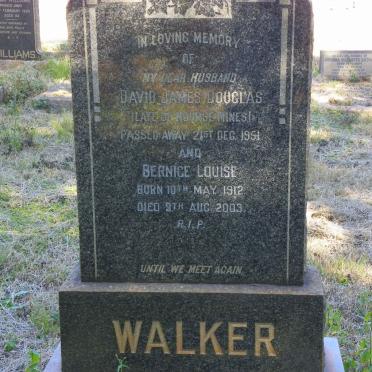 IN LOVING MEMORY
OF
MY DEAR HUSBAND
DAVID JAMES DOUGLAS
(LATE OF NOURSE MINES)
PASSED AWAY 21ST DEC. 1951
AND
BERNICE LOUISE
BORN 10TH MAY 1912
DIED 9TH AUG. 2003
R.I.P.
UNTIL WE MEET AGAIN
WALKER
WILLIAMS